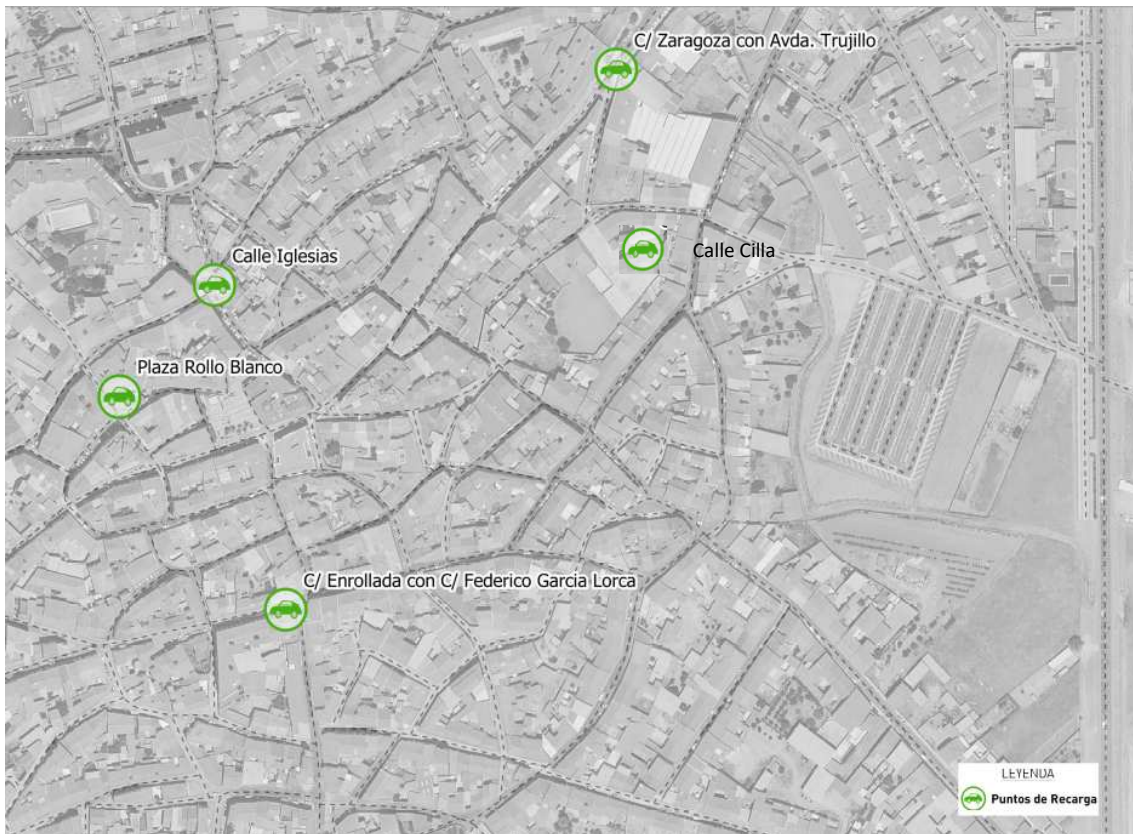 C/ Zaragoza con Avda. Trujillo
Calle Cilla
Calle Iglesias
Plaza Rollo Blanco
C/ Enrollada con C/ Federico Garcia Lorca
LEYENDA
Puntos de Recarga